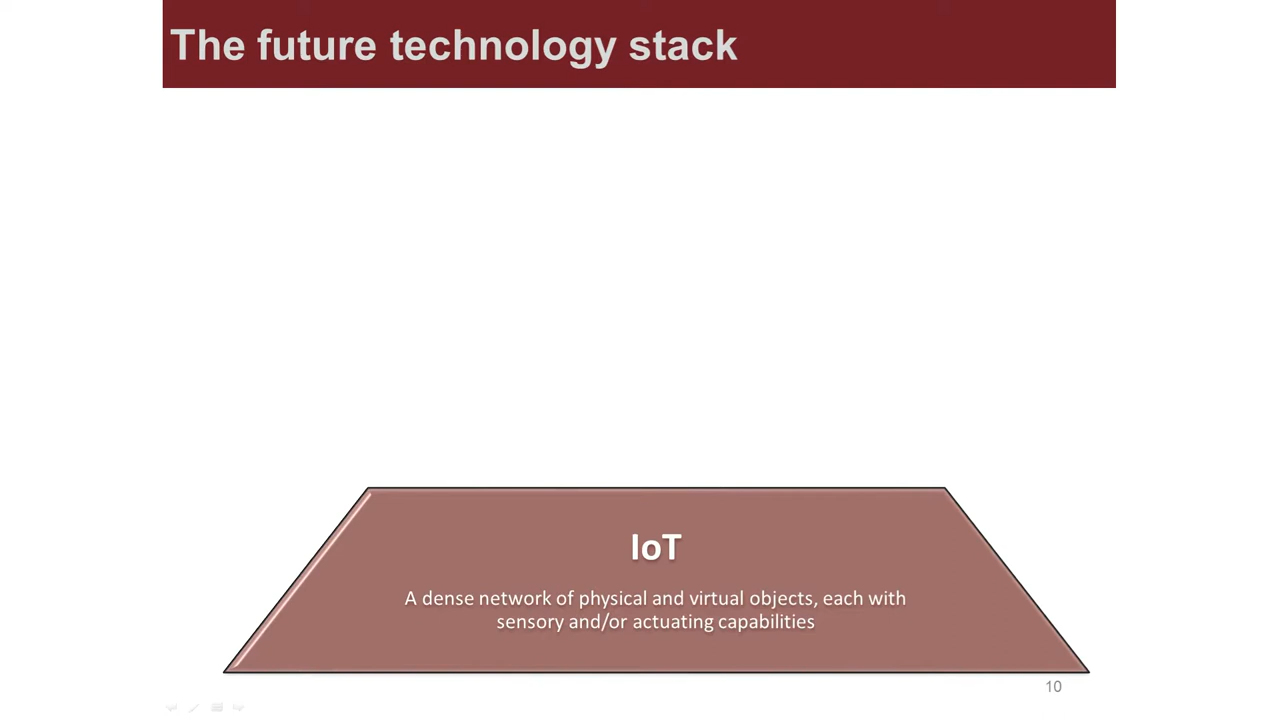 The future technology stack
IoT
A dense network of physical and virtual objects, each with
sensory and/or actuating capabilities
10